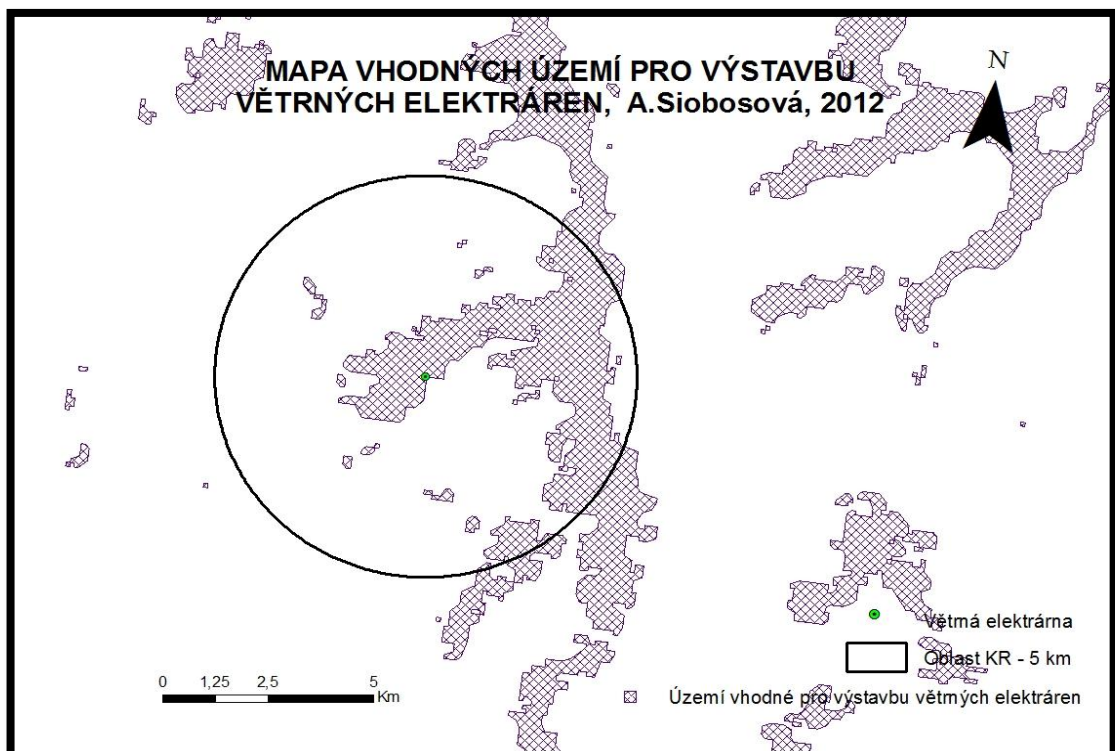 MAPA VHODNÝCH ÚZEMÍ PRO VÝSTAVBU
VĚTRNÝCH ELEKTRÁREN, A.Siobosová, 2012
N
Větrná elektrárna
Oblast KR - 5 km
Území vhodné pro výstavbu větrných elektráren
0 1,25 2,5 5
Km